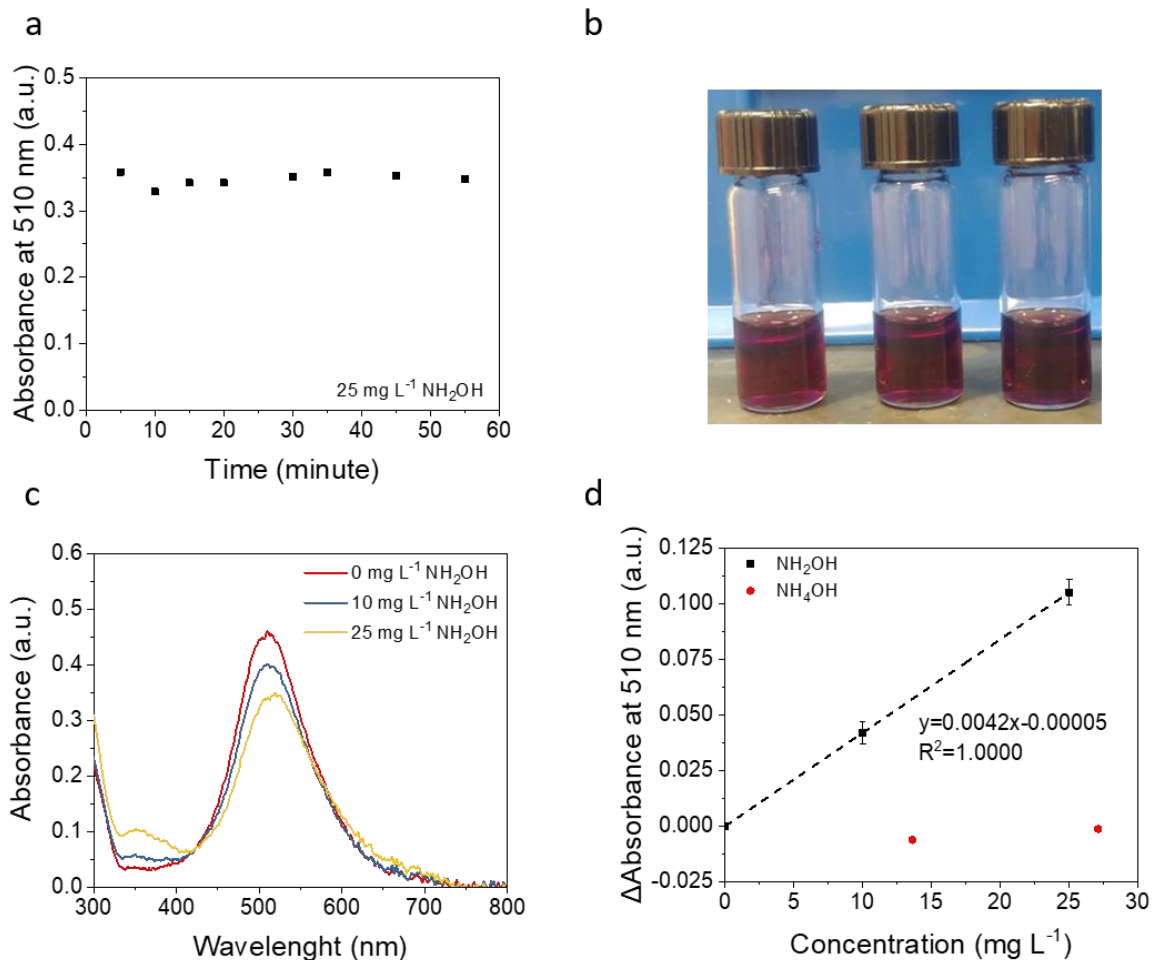 a
Absorbance at 510 nm (a.u.)
0.5
0.4
0.3
0.2
0.1
0.0
25 mg L⁻¹ NH₂OH
0 10 20 30 40 50 60
Time (minute)
b
c
Absorbance (a.u.)
0.6
0.5
0.4
0.3
0.2
0.1
0.0
0 mg L⁻¹ NH₂OH
10 mg L⁻¹ NH₂OH
25 mg L⁻¹ NH₂OH
300 400 500 600 700 800
Wavelenght (nm)
d
ΔAbsorbance at 510 nm (a.u.)
0.125
0.100
0.075
0.050
0.025
0.000
-0.025
NH₂OH
NH₄OH
y=0.0042x-0.00005
R²=1.0000
0 5 10 15 20 25 30
Concentration (mg L⁻¹)